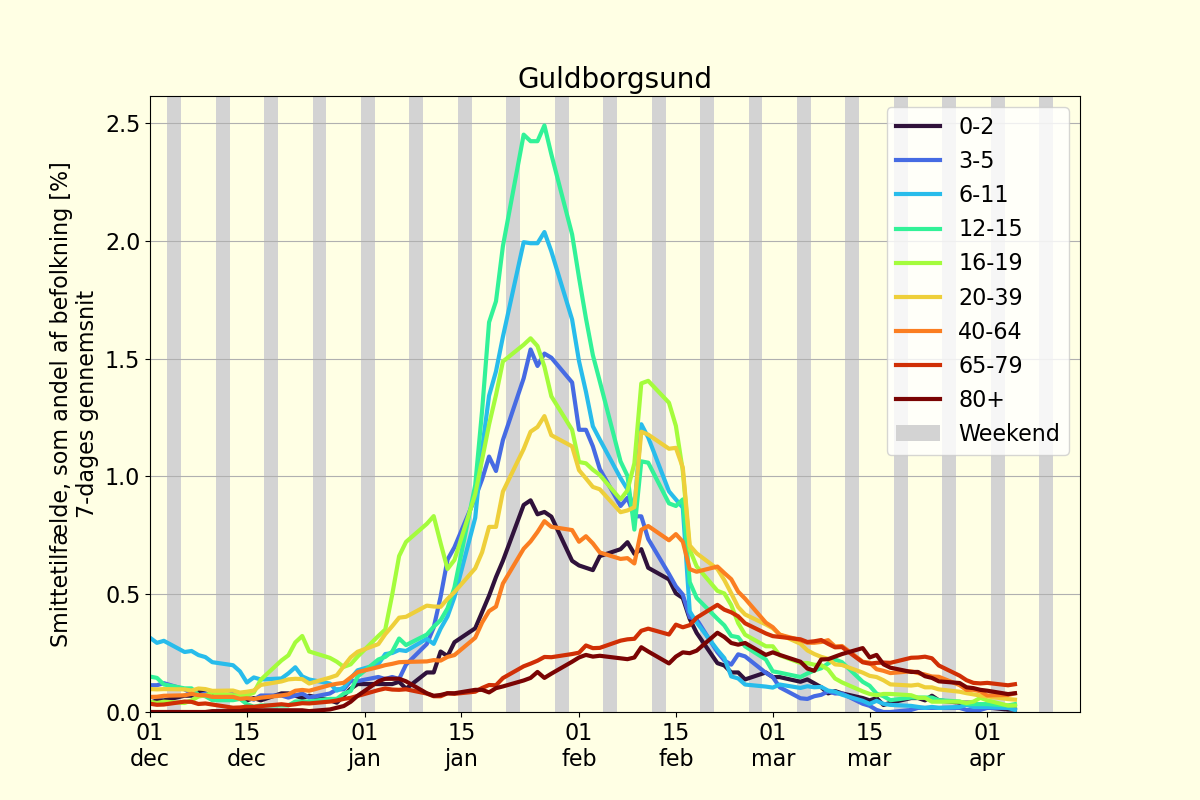 Guldborgsund
Smittetilfælde, som andel af befolkning [%]
7-dages gennemsnit
2.5
2.0
1.5
1.0
0.5
0.0
0-2
3-5
6-11
12-15
16-19
20-39
40-64
65-79
80+
Weekend
01 15 01 15 01 15 01 15 01
dec dec jan jan feb feb mar mar apr